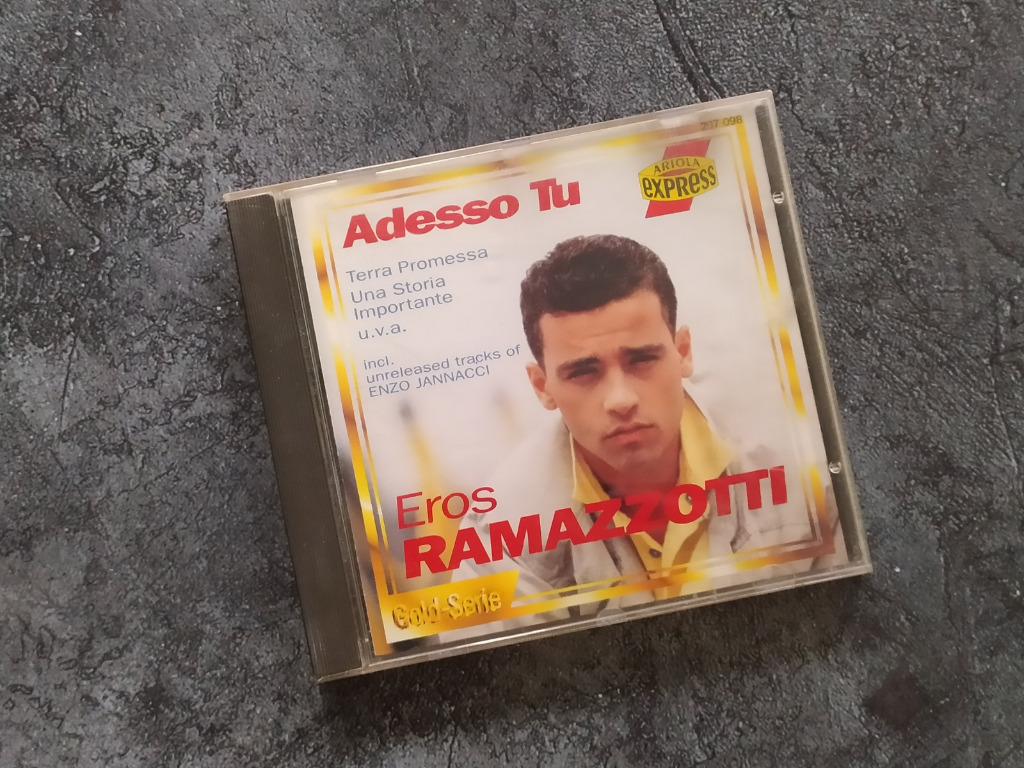 297 098
ARIOLA
EXPRESS
Adesso Tu
Terra Promessa
Una Storia
Importante
u.v.a.
incl.
unreleased tracks of
ENZO JANNACCI
Eros
RAMAZZOTTI
Gold-Serie